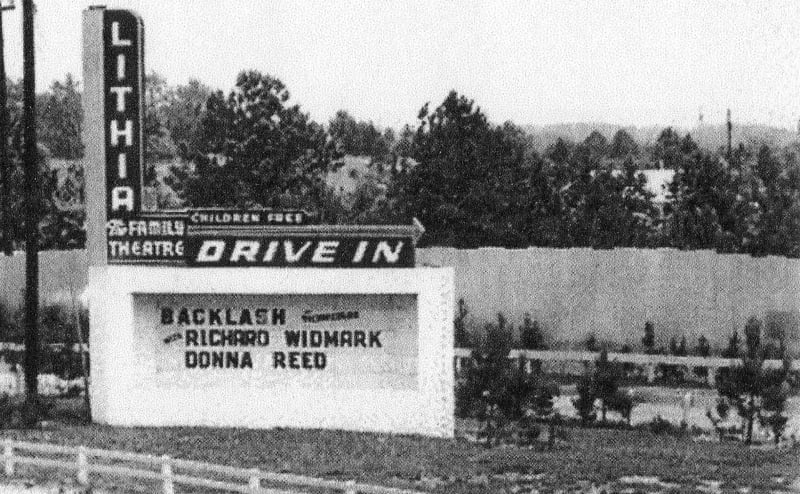 LITHIA
CHILDREN FREE
The FAMILY
THEATRE
DRIVE IN
BACKLASH
RICHARD WIDMARK
DONNA REED